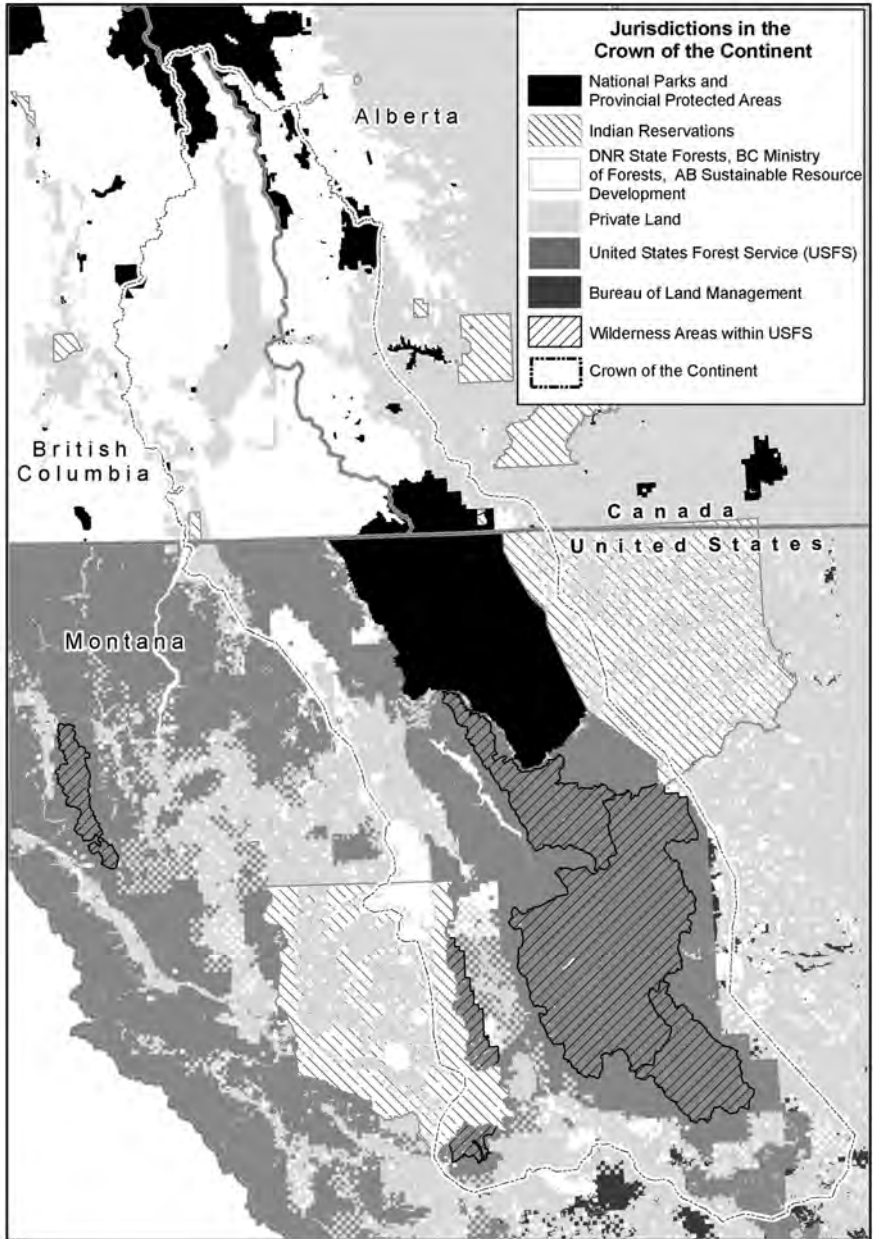 Jurisdictions in the
Crown of the Continent
National Parks and
Provincial Protected Areas
Indian Reservations
DNR State Forests, BC Ministry
of Forests, AB Sustainable Resource
Development
Private Land
United States Forest Service (USFS)
Bureau of Land Management
Wilderness Areas within USFS
Crown of the Continent
Alberta
British
Columbia
Canada
United States
Montana